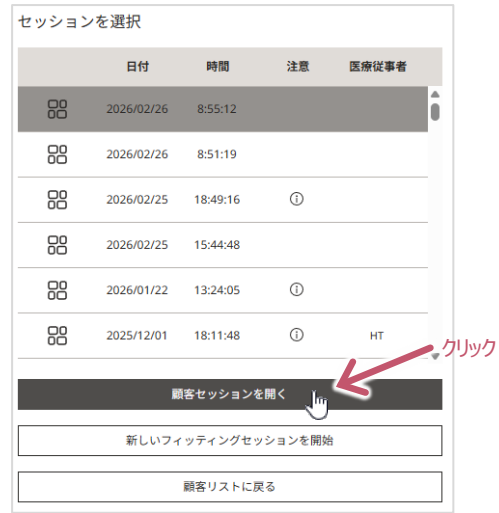 セッションを選択
日付 時間 注意 医療従事者
2026/02/26 8:55:12
2026/02/26 8:51:19
2026/02/25 18:49:16
2026/02/25 15:44:48
2026/01/22 13:24:05
2025/12/01 18:11:48 HT
クリック
顧客セッションを開く
新しいフィッティングセッションを開始
顧客リストに戻る